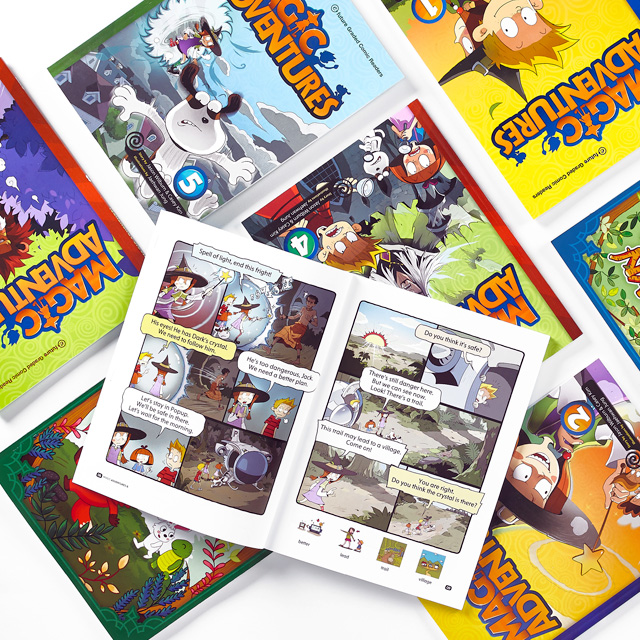 MAGIC
ADVENTURES
future Graded Comic Readers
5
MAGIC
ADVENTURES
future Graded Comic Readers
1
4
MAGIC
ADVENTURES
future Graded Comic Readers
MAGIC
2
MAGIC
ADVENTURES
Spell of light, end this fright!
His eyes! He has Dark's crystal.
We need to follow him.
He's too dangerous, Jack.
We need a better plan.
Let's stay in Popup.
We'll be safe in there.
Let's wait for the morning.
Do you think it's safe?
There's still danger here.
But we can see now.
Look! There's a trail.
This trail may lead to a village.
Come on!
You are right.
Do you think the crystal is there?
better
lead
trail
village